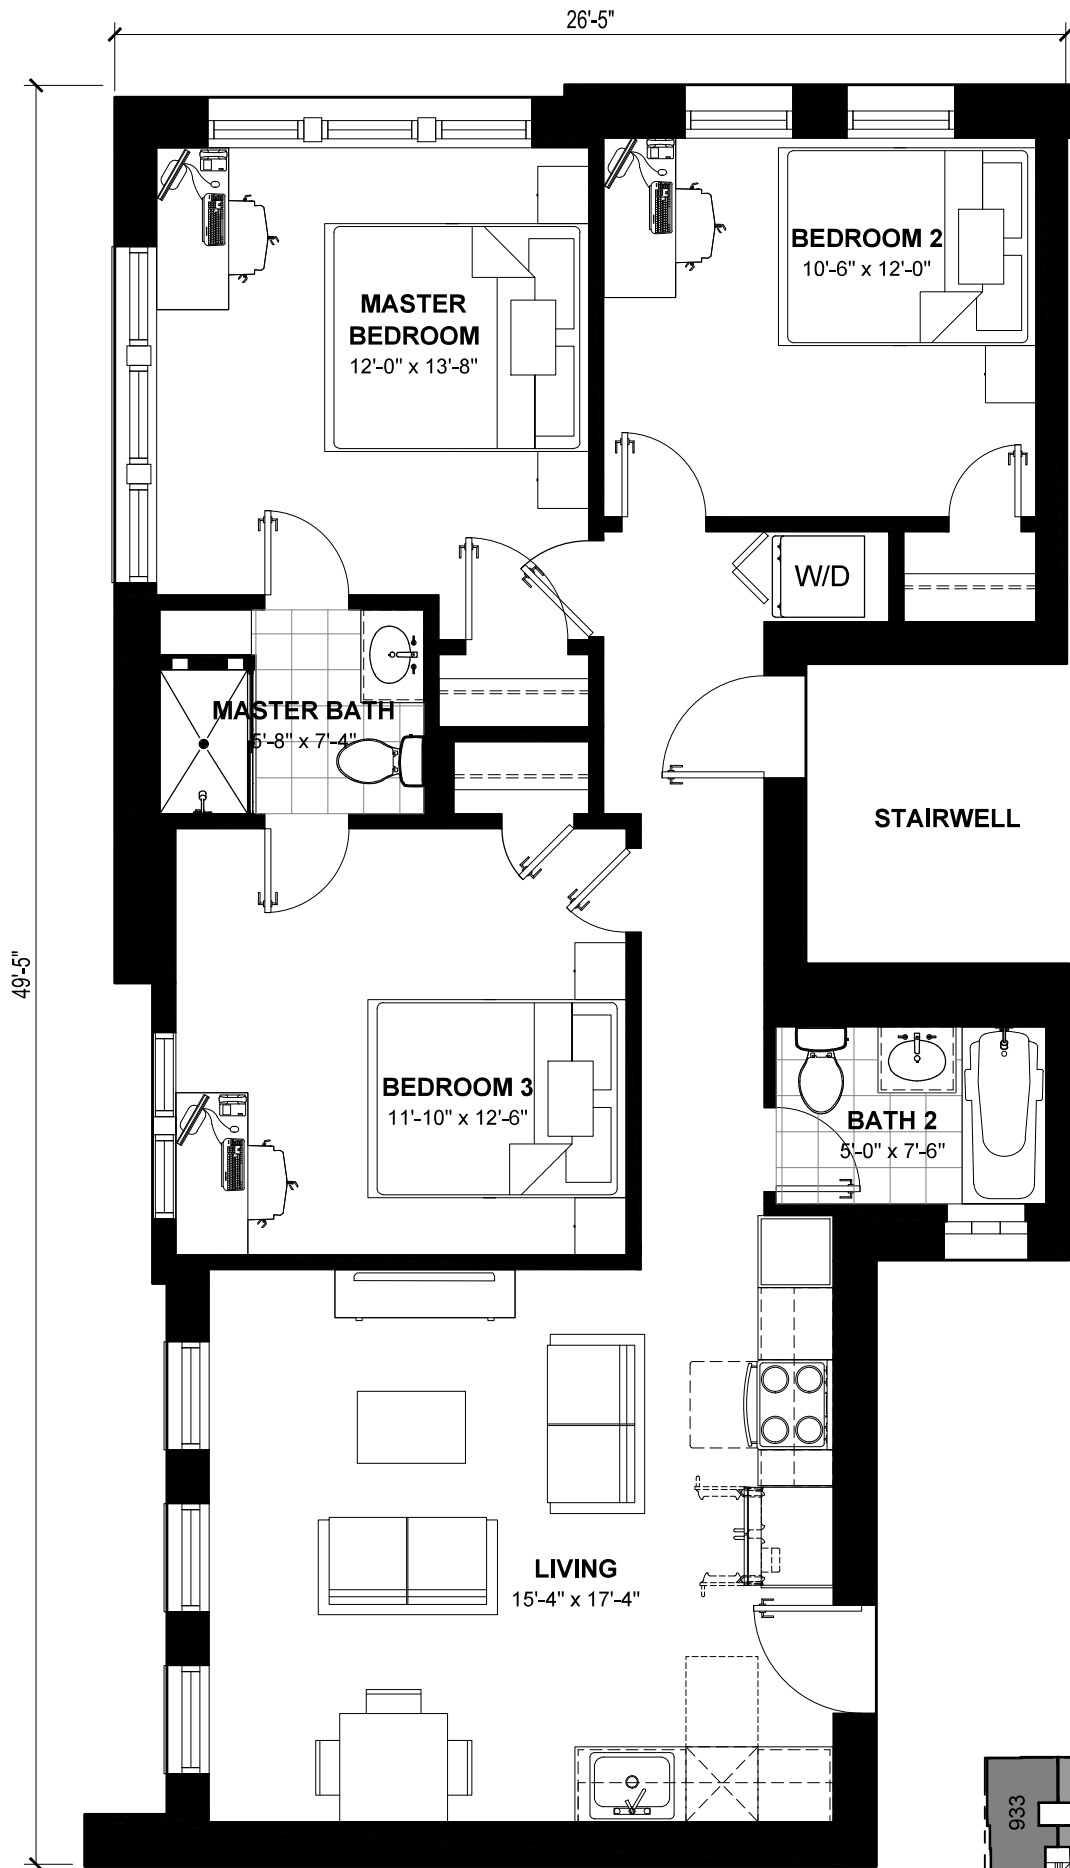 26'-5"
49'-5"
MASTER
BEDROOM
12'-0" x 13'-8"
BEDROOM 2
10'-6" x 12'-0"
W/D
MASTER BATH
5'-8" x 7'-4"
STAIRWELL
BEDROOM 3
11'-10" x 12'-6"
BATH 2
5'-0" x 7'-6"
LIVING
15'-4" x 17'-4"
933